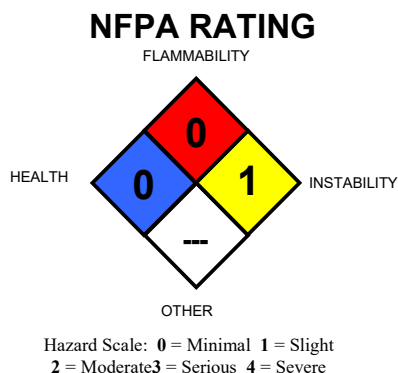 NFPA RATING
FLAMMABILITY
0
HEALTH
0
1
INSTABILITY
---
OTHER
Hazard Scale: 0 = Minimal 1 = Slight
2 = Moderate3 = Serious 4 = Severe